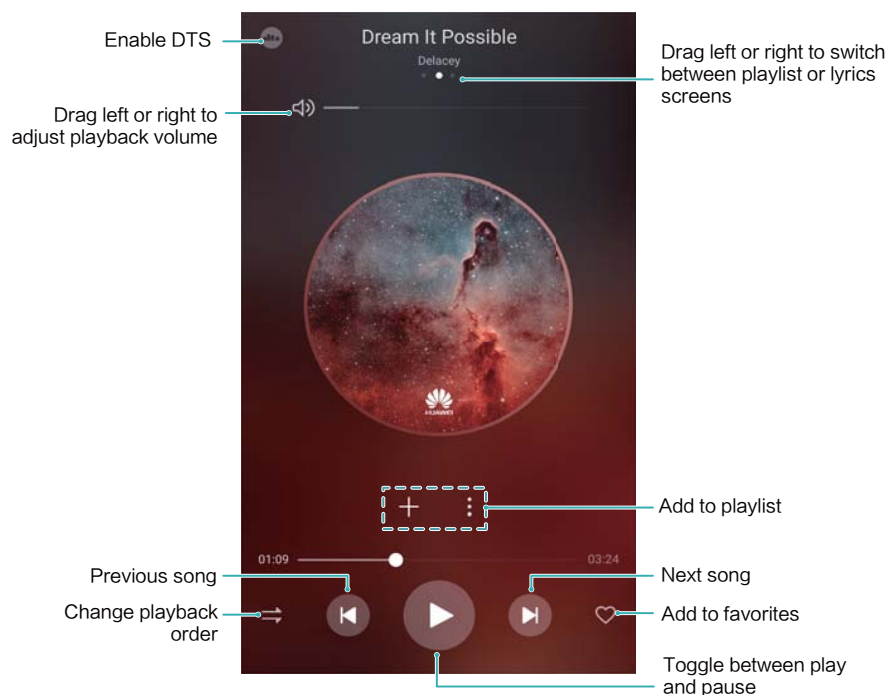 Enable DTS
dts
Dream It Possible
Delacey
Drag left or right to switch
between playlist or lyrics
screens
Drag left or right to
adjust playback volume
HUAWEI
Add to playlist
01:09
03:24
Previous song
Next song
Change playback
order
Add to favorites
Toggle between play
and pause